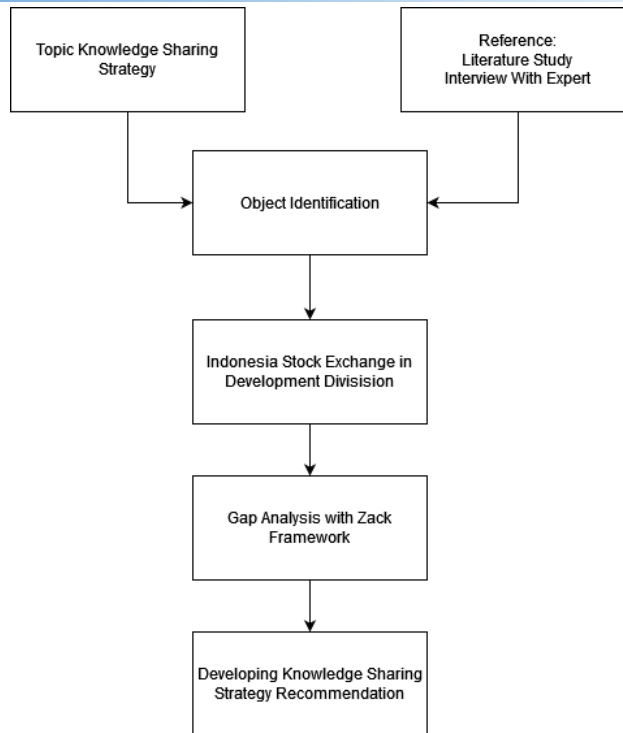 Topic Knowledge Sharing
Strategy
Reference:
Literature Study
Interview With Expert
Object Identification
Indonesia Stock Exchange in
Development Divisision
Gap Analysis with Zack
Framework
Developing Knowledge Sharing
Strategy Recommendation